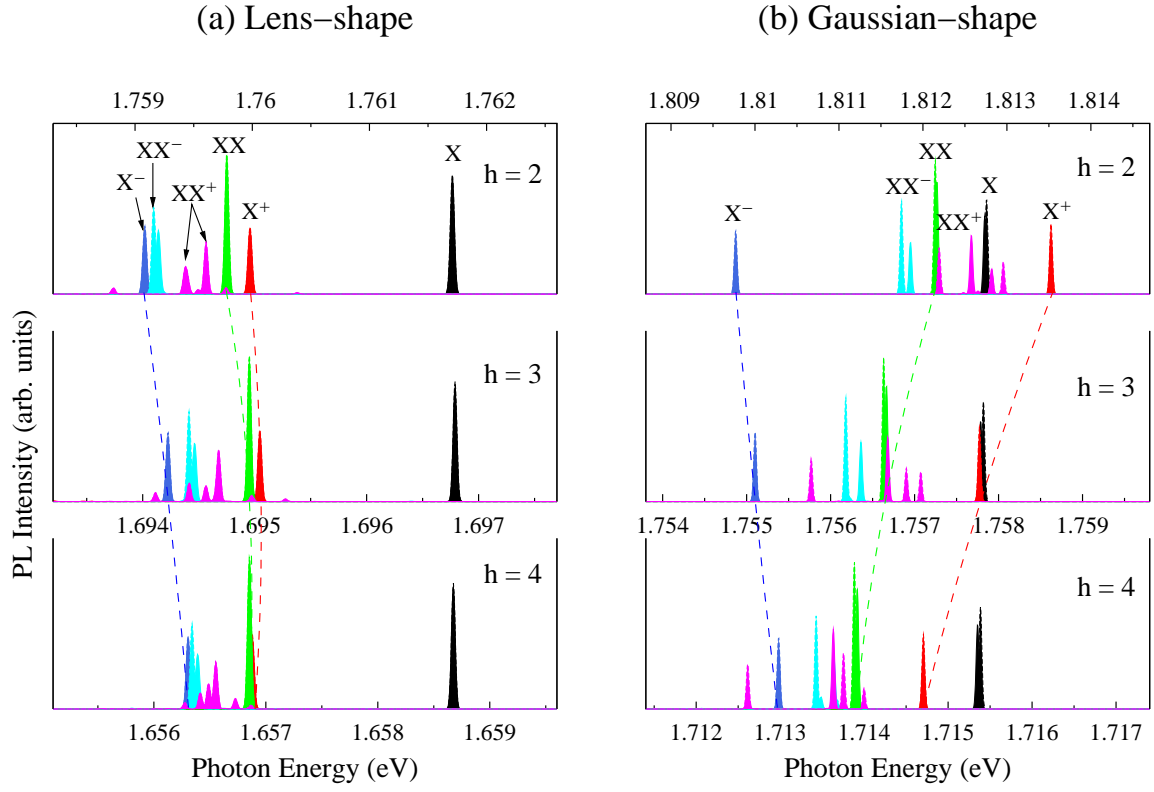 (a) Lens−shape
(b) Gaussian−shape
1.759 1.76 1.761 1.762
1.809 1.81 1.811 1.812 1.813 1.814
X⁻ XX⁻ XX⁺ XX X⁺ X h = 2
X⁻ XX⁻ XX XX⁺ X X⁺ h = 2
h = 3
h = 3
1.694 1.695 1.696 1.697
1.754 1.755 1.756 1.757 1.758 1.759
h = 4
h = 4
1.656 1.657 1.658 1.659
1.712 1.713 1.714 1.715 1.716 1.717
Photon Energy (eV)
Photon Energy (eV)
PL Intensity (arb. units)